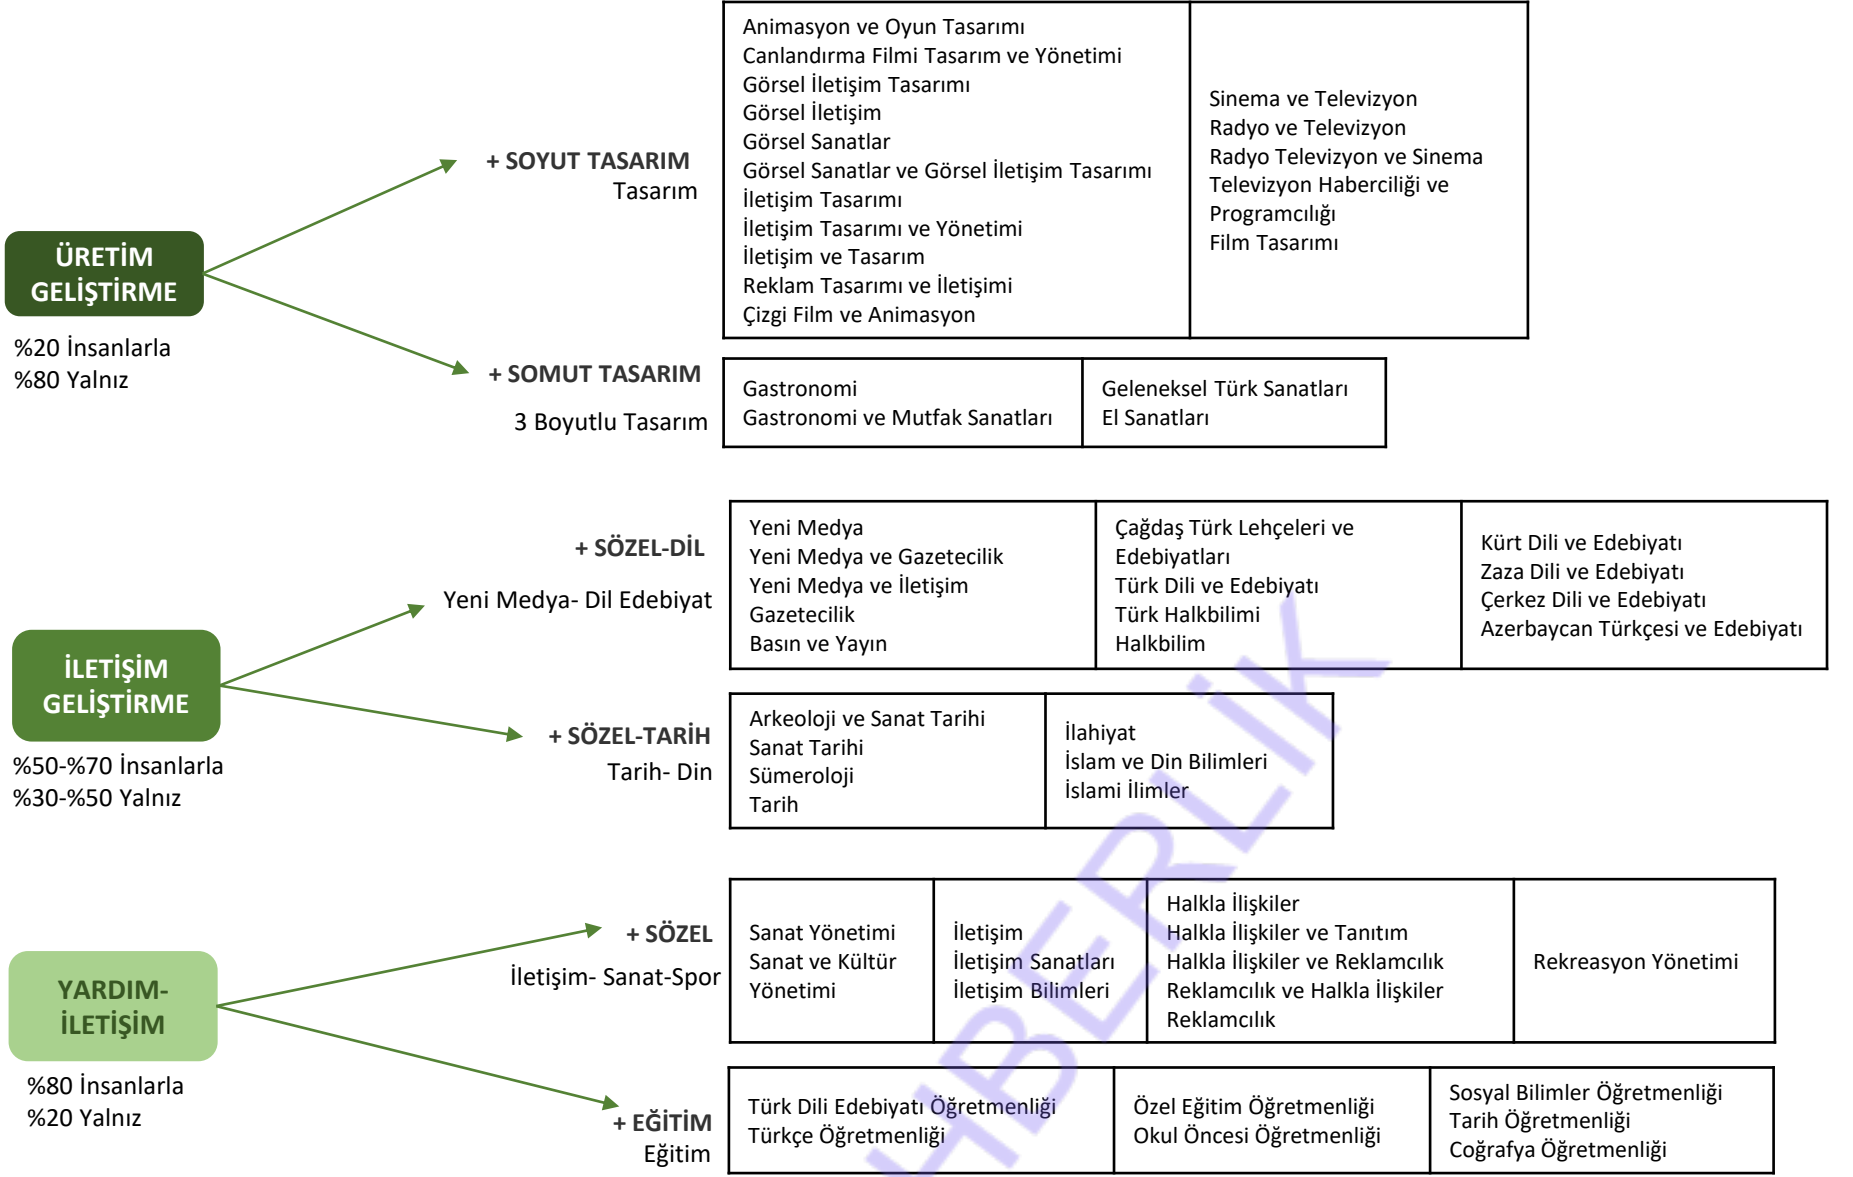 ÜRETİM
GELİŞTİRME
%20 İnsanlarla
%80 Yalnız
+ SOYUT TASARIM
Tasarım
Animasyon ve Oyun Tasarımı
Canlandırma Filmi Tasarım ve Yönetimi
Görsel İletişim Tasarımı
Görsel İletişim
Görsel Sanatlar
Görsel Sanatlar ve Görsel İletişim Tasarımı
İletişim Tasarımı
İletişim Tasarımı ve Yönetimi
İletişim ve Tasarım
Reklam Tasarımı ve İletişimi
Çizgi Film ve Animasyon
Sinema ve Televizyon
Radyo ve Televizyon
Radyo Televizyon ve Sinema
Televizyon Haberciliği ve
Programcılığı
Film Tasarımı
+ SOMUT TASARIM
3 Boyutlu Tasarım
Gastronomi
Gastronomi ve Mutfak Sanatları
Geleneksel Türk Sanatları
El Sanatları
İLETİŞİM
GELİŞTİRME
%50-%70 İnsanlarla
%30-%50 Yalnız
+ SÖZEL-DİL
Yeni Medya- Dil Edebiyat
Yeni Medya
Yeni Medya ve Gazetecilik
Yeni Medya ve İletişim
Gazetecilik
Basın ve Yayın
Çağdaş Türk Lehçeleri ve
Edebiyatları
Türk Dili ve Edebiyatı
Türk Halkbilimi
Halkbilim
Kürt Dili ve Edebiyatı
Zaza Dili ve Edebiyatı
Çerkez Dili ve Edebiyatı
Azerbaycan Türkçesi ve Edebiyatı
+ SÖZEL-TARİH
Tarih- Din
Arkeoloji ve Sanat Tarihi
Sanat Tarihi
Sümeroloji
Tarih
İlahiyat
İslam ve Din Bilimleri
İslami İlimler
YARDIM-
İLETİŞİM
%80 İnsanlarla
%20 Yalnız
+ SÖZEL
İletişim- Sanat-Spor
Sanat Yönetimi
Sanat ve Kültür
Yönetimi
İletişim
İletişim Sanatları
İletişim Bilimleri
Halkla İlişkiler
Halkla İlişkiler ve Tanıtım
Halkla İlişkiler ve Reklamcılık
Reklamcılık ve Halkla İlişkiler
Reklamcılık
Rekreasyon Yönetimi
+ EĞİTİM
Eğitim
Türk Dili Edebiyatı Öğretmenliği
Türkçe Öğretmenliği
Özel Eğitim Öğretmenliği
Okul Öncesi Öğretmenliği
Sosyal Bilimler Öğretmenliği
Tarih Öğretmenliği
Coğrafya Öğretmenliği
HBERLİK